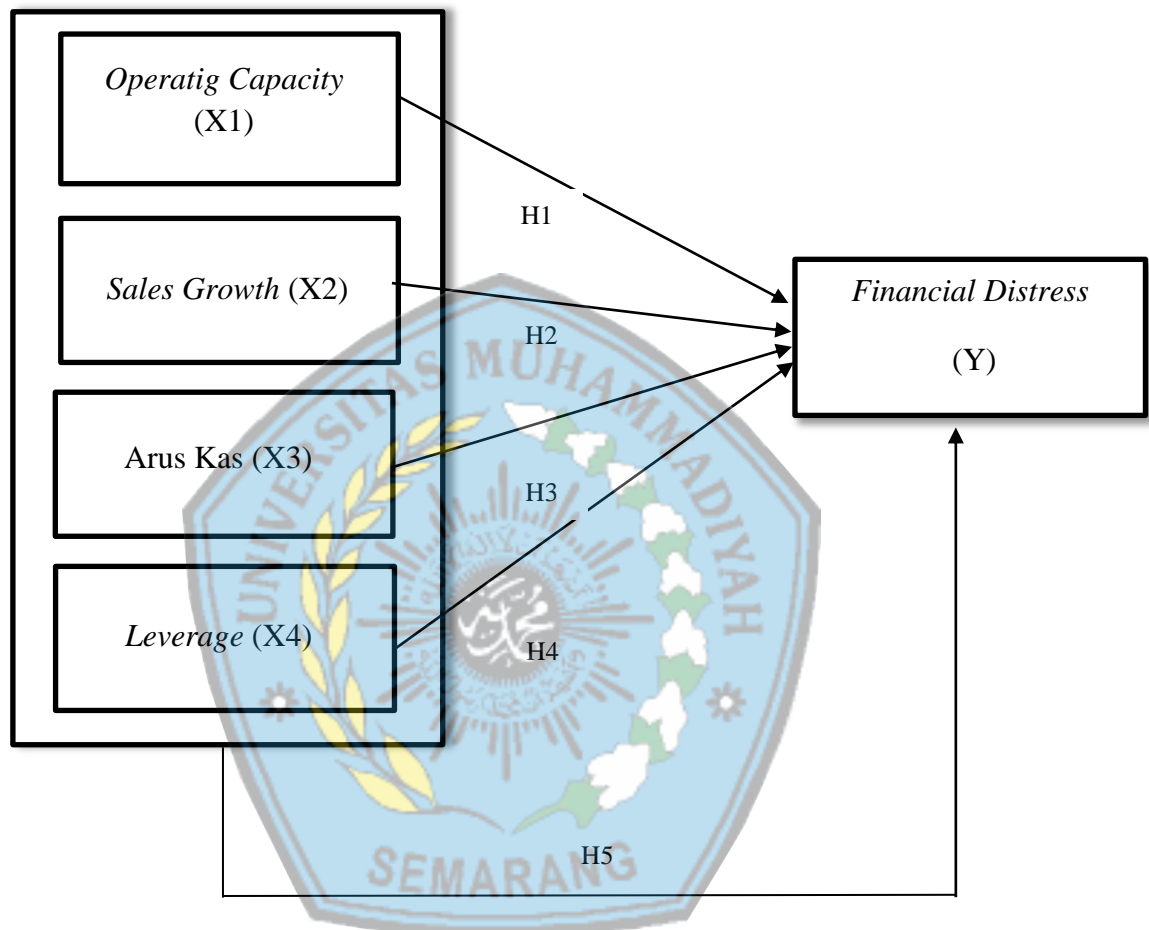 Operatig Capacity
(X1)
H1
Sales Growth (X2)
Financial Distress
(Y)
H2
Arus Kas (X3)
H3
Leverage (X4)
H4
H5
UNIVERSITAS MUHAMMADIYAH
SEMARANG